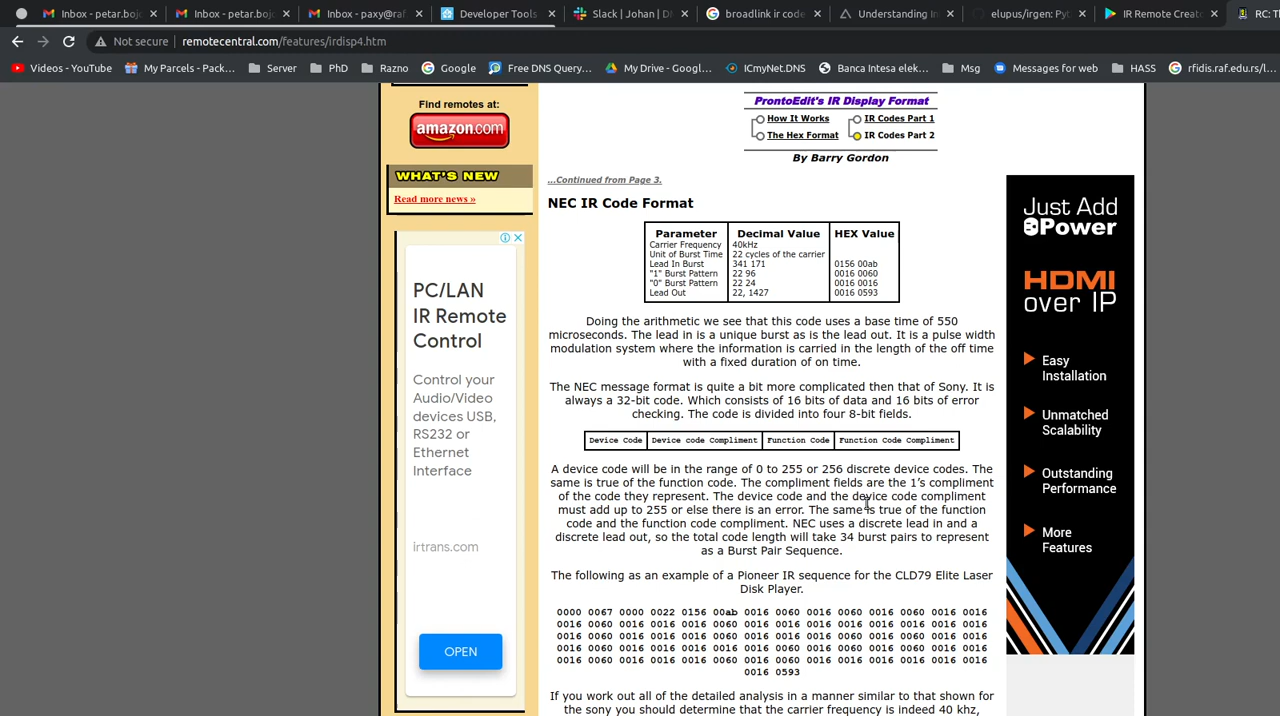 Inbox - petar.bojo
Inbox - petar.bojo
Inbox - paxy@raf
Developer Tools
Slack | Johan | D
broadlink ir code
Understanding In
elupus/irgen: Pyt
IR Remote Creato
RC: T
Not secure
remotecentral.com/features/irdisp4.htm
Videos - YouTube
My Parcels - Pack...
Server
PhD
Razno
Google
Free DNS Query...
My Drive - Googl...
ICmyNet.DNS
Banca Intesa elek...
Msg
Messages for web
HASS
rfidis.raf.edu.rs/l...
Find remotes at:
amazon.com
WHAT'S NEW
Read more news »
PC/LAN
IR Remote
Control
Control your
Audio/Video
devices USB,
RS232 or
Ethernet
Interface
irtrans.com
OPEN
ProntoEdit's IR Display Format
How It Works
IR Codes Part 1
The Hex Format
IR Codes Part 2
By Barry Gordon
...Continued from Page 3.
NEC IR Code Format
Parameter Decimal Value HEX Value
Carrier Frequency 40kHz
Unit of Burst Time 22 cycles of the carrier
Lead In Burst 341 171 0156 00ab
"1" Burst Pattern 22 96 0016 0060
"0" Burst Pattern 22 24 0016 0016
Lead Out 22, 1427 0016 0593
Doing the arithmetic we see that this code uses a base time of 550
microseconds. The lead in is a unique burst as is the lead out. It is a pulse width
modulation system where the information is carried in the length of the off time
with a fixed duration of on time.
The NEC message format is quite a bit more complicated then that of Sony. It is
always a 32-bit code. Which consists of 16 bits of data and 16 bits of error
checking. The code is divided into four 8-bit fields.
Device Code Device code Compliment Function Code Function Code Compliment
A device code will be in the range of 0 to 255 or 256 discrete device codes. The
same is true of the function code. The compliment fields are the 1's compliment
of the code they represent. The device code and the device code compliment
must add up to 255 or else there is an error. The same is true of the function
code and the function code compliment. NEC uses a discrete lead in and a
discrete lead out, so the total code length will take 34 burst pairs to represent
as a Burst Pair Sequence.
The following as an example of a Pioneer IR sequence for the CLD79 Elite Laser
Disk Player.
0000 0067 0000 0022 0156 00ab 0016 0060 0016 0060 0016 0060 0016 0016
0016 0060 0016 0016 0016 0060 0016 0016 0016 0016 0016 0016 0016 0016
0016 0060 0016 0016 0016 0060 0016 0060 0016 0060 0016 0060 0016 0016
0016 0060 0016 0016 0016 0016 0016 0016 0016 0060 0016 0060 0016 0016
0016 0060 0016 0016 0016 0060 0016 0060 0016 0016 0016 0016 0016 0016
0016 0593
If you work out all of the detailed analysis in a manner similar to that shown for
the sony you should determine that the carrier frequency is indeed 40 khz,
Just Add
Power
HDMI
over IP
Easy
Installation
Unmatched
Scalability
Outstanding
Performance
More
Features